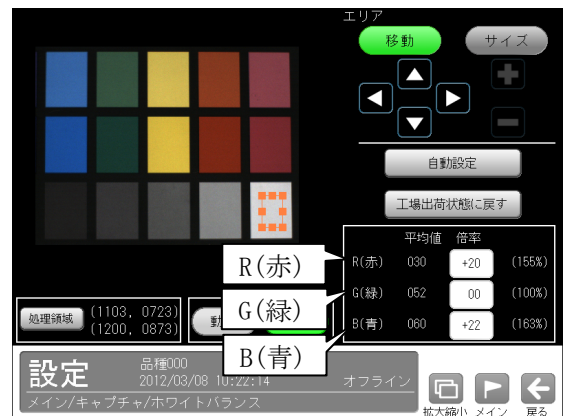 エリア
移動
サイズ
自動設定
工場出荷状態に戻す
平均値 倍率
R(赤) 030 +20 (155%)
G(緑) 052 00 (100%)
B(青) 060 +22 (163%)
R(赤)
G(緑)
B(青)
処理領域
(1103, 0723)
(1200, 0873)
設定
品種000
2012/03/08 10:22:14
オフライン
メイン/キャプチャ/ホワイトバランス
拡大縮小 メイン 戻る